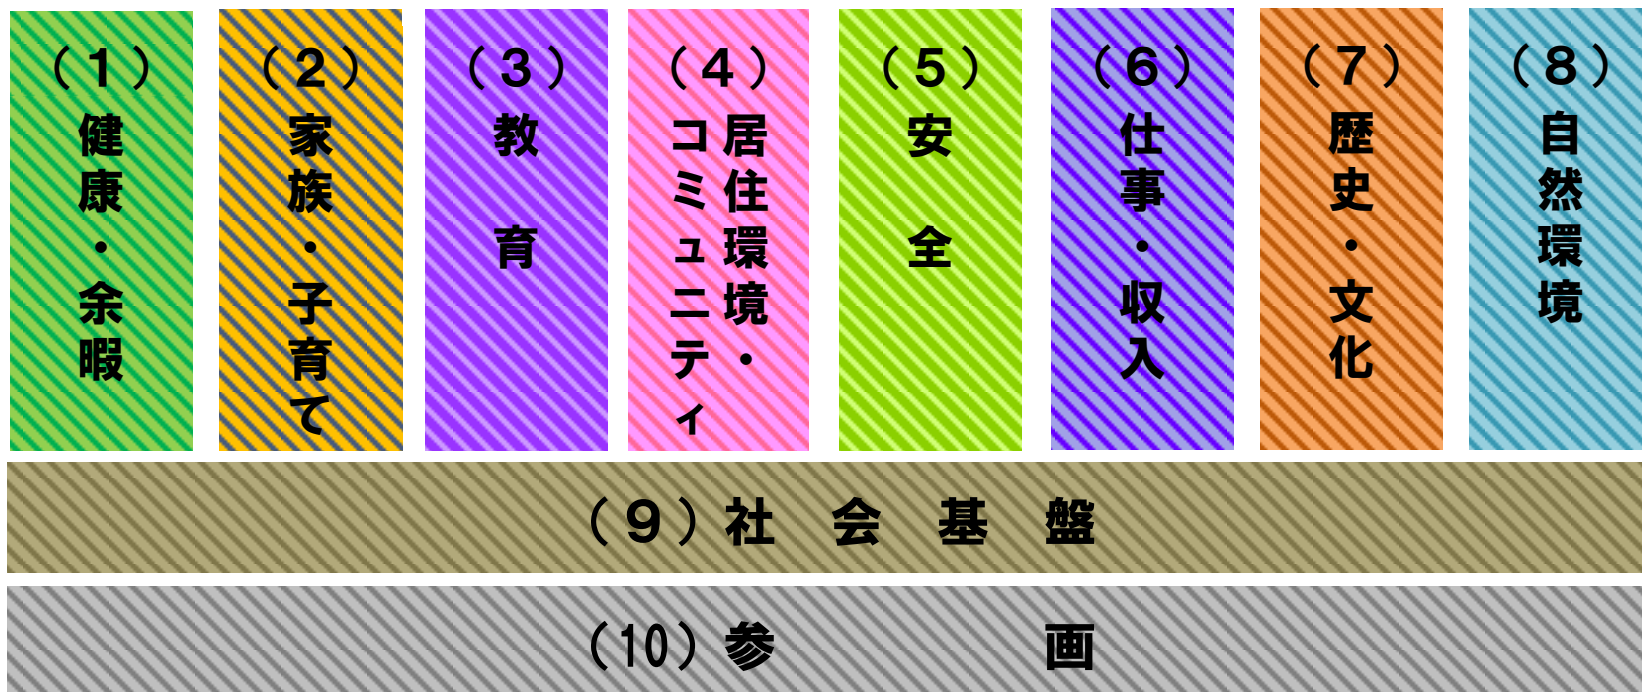 （１）
健康・余暇
（２）
家族・子育て
（３）
教　育
（４）
居住環境・
コミュニティ
（５）
安　全
（６）
仕事・収入
（７）
歴史・文化
（８）
自然環境
（９）社　会　基　盤
（10）参　　　　　画